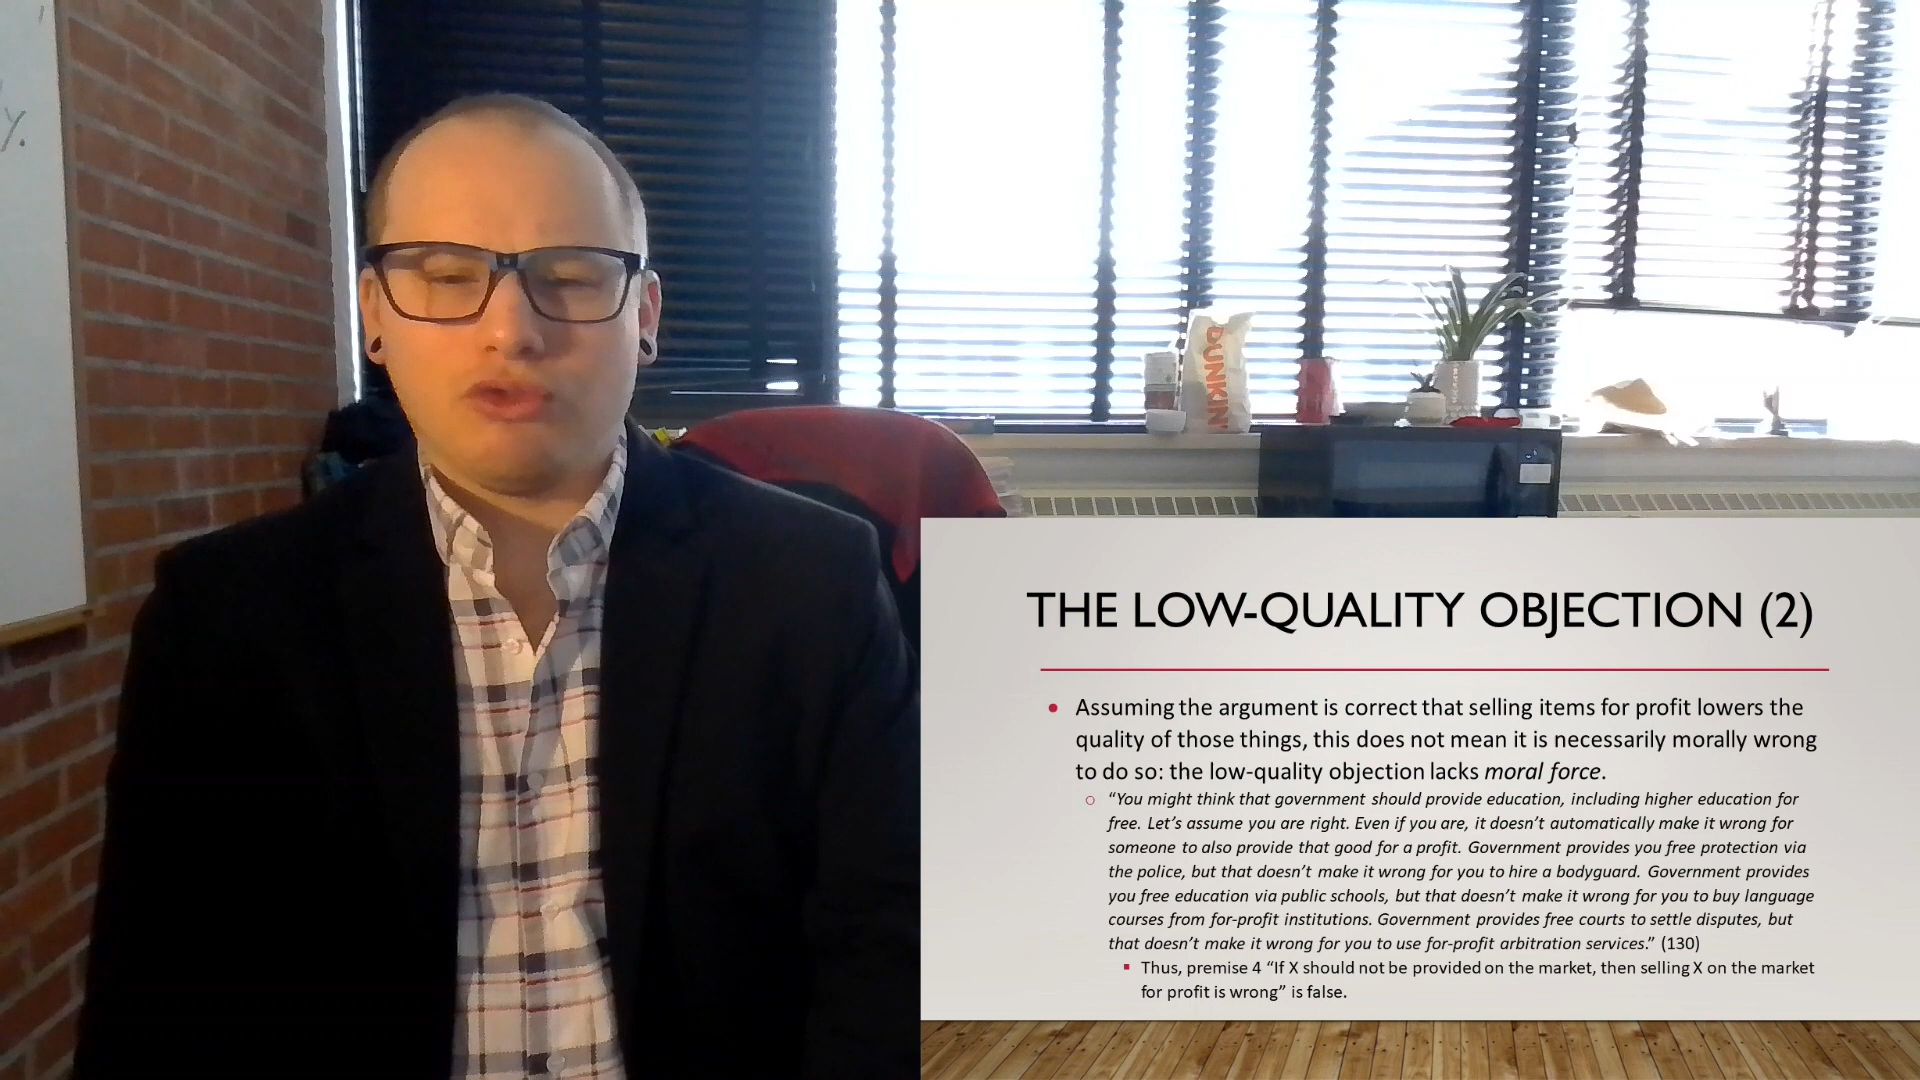 y.
DUNKIN'
THE LOW-QUALITY OBJECTION (2)
Assuming the argument is correct that selling items for profit lowers the
quality of those things, this does not mean it is necessarily morally wrong
to do so: the low-quality objection lacks moral force.
“You might think that government should provide education, including higher education for
free. Let’s assume you are right. Even if you are, it doesn’t automatically make it wrong for
someone to also provide that good for a profit. Government provides you free protection via
the police, but that doesn’t make it wrong for you to hire a bodyguard. Government provides
you free education via public schools, but that doesn’t make it wrong for you to buy language
courses from for-profit institutions. Government provides free courts to settle disputes, but
that doesn’t make it wrong for you to use for-profit arbitration services.” (130)
Thus, premise 4 “If X should not be provided on the market, then selling X on the market
for profit is wrong” is false.